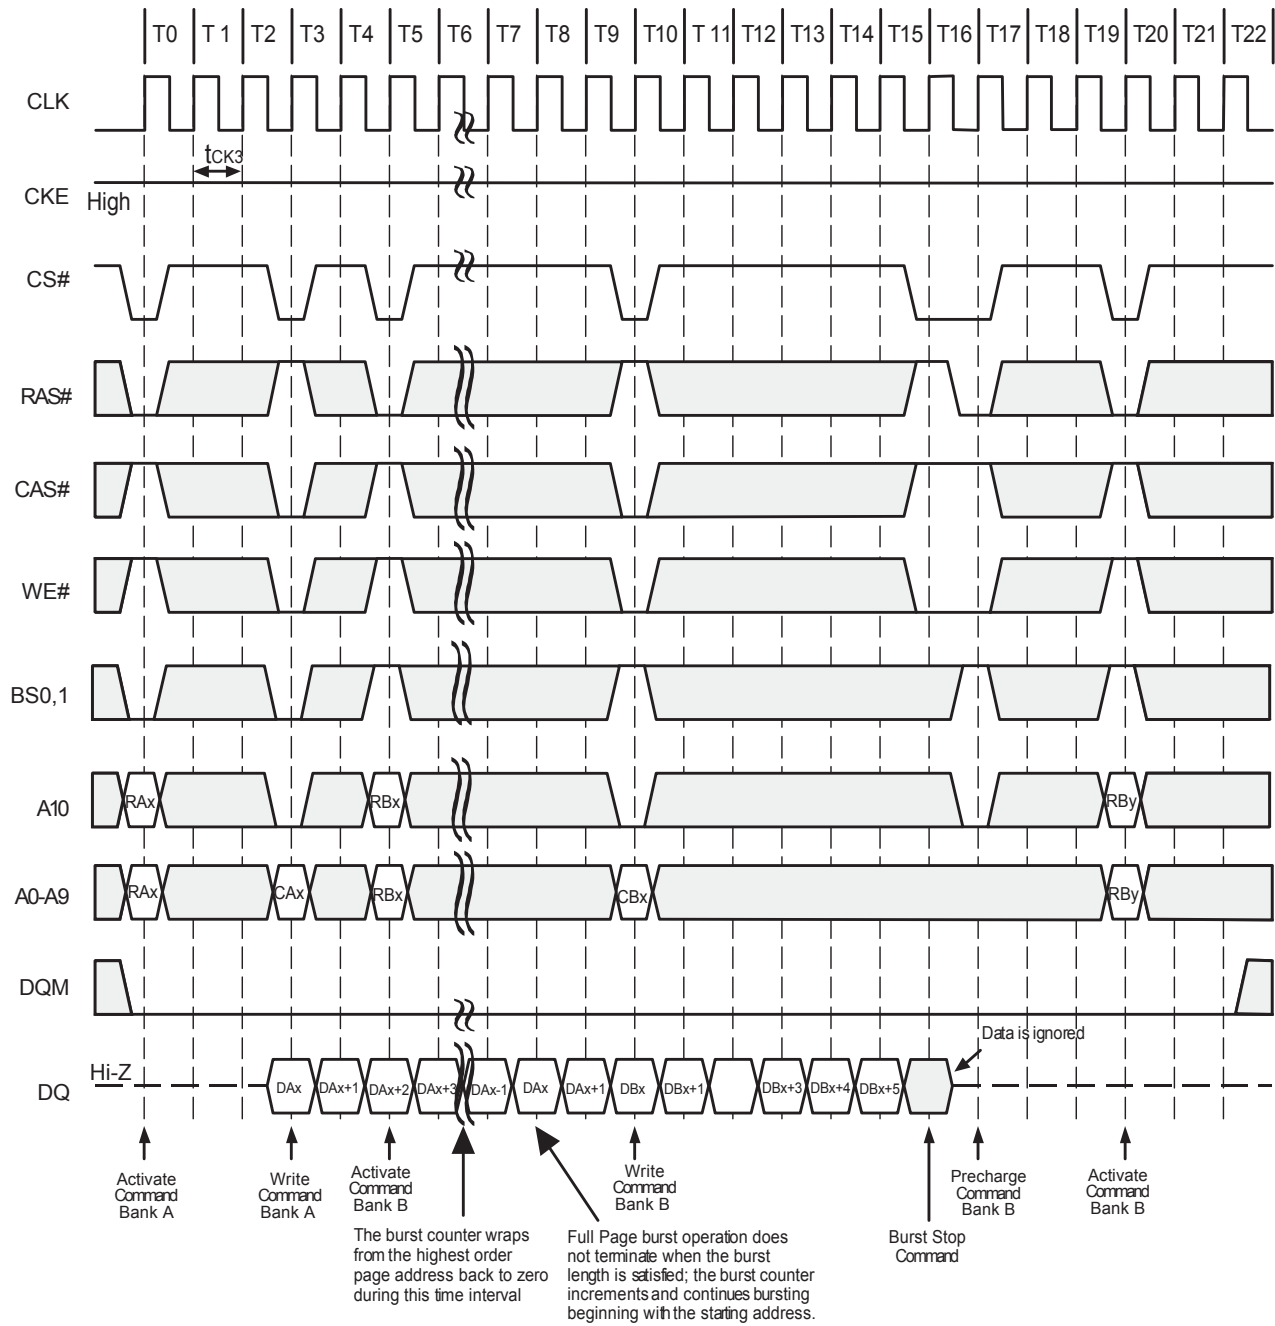 T0 T 1 T2 T3 T4 T5 T6 T7 T8 T9 T10 T 11 T12 T13 T14 T15 T16 T17 T18 T19 T20 T21 T22
CLK
tCK3
CKE High
CS#
RAS#
CAS#
WE#
BS0,1
A10 RAx RBx RBy
A0-A9 RAx CAx RBx CBx RBy
DQM
Data is ignored
Hi-Z
DQ DAx DAx+1 DAx+2 DAx+3 DAx-1 DAx DAx+1 DBx DBx+1 DBx+3 DBx+4 DBx+5
Activate
Command
Bank A
Write
Command
Bank A
Activate
Command
Bank B
The burst counter wraps
from the highest order
page address back to zero
during this time interval
Full Page burst operation does
not terminate when the burst
length is satisfied; the burst counter
increments and continues bursting
beginning with the starting address.
Write
Command
Bank B
Burst Stop
Command
Precharge
Command
Bank B
Activate
Command
Bank B